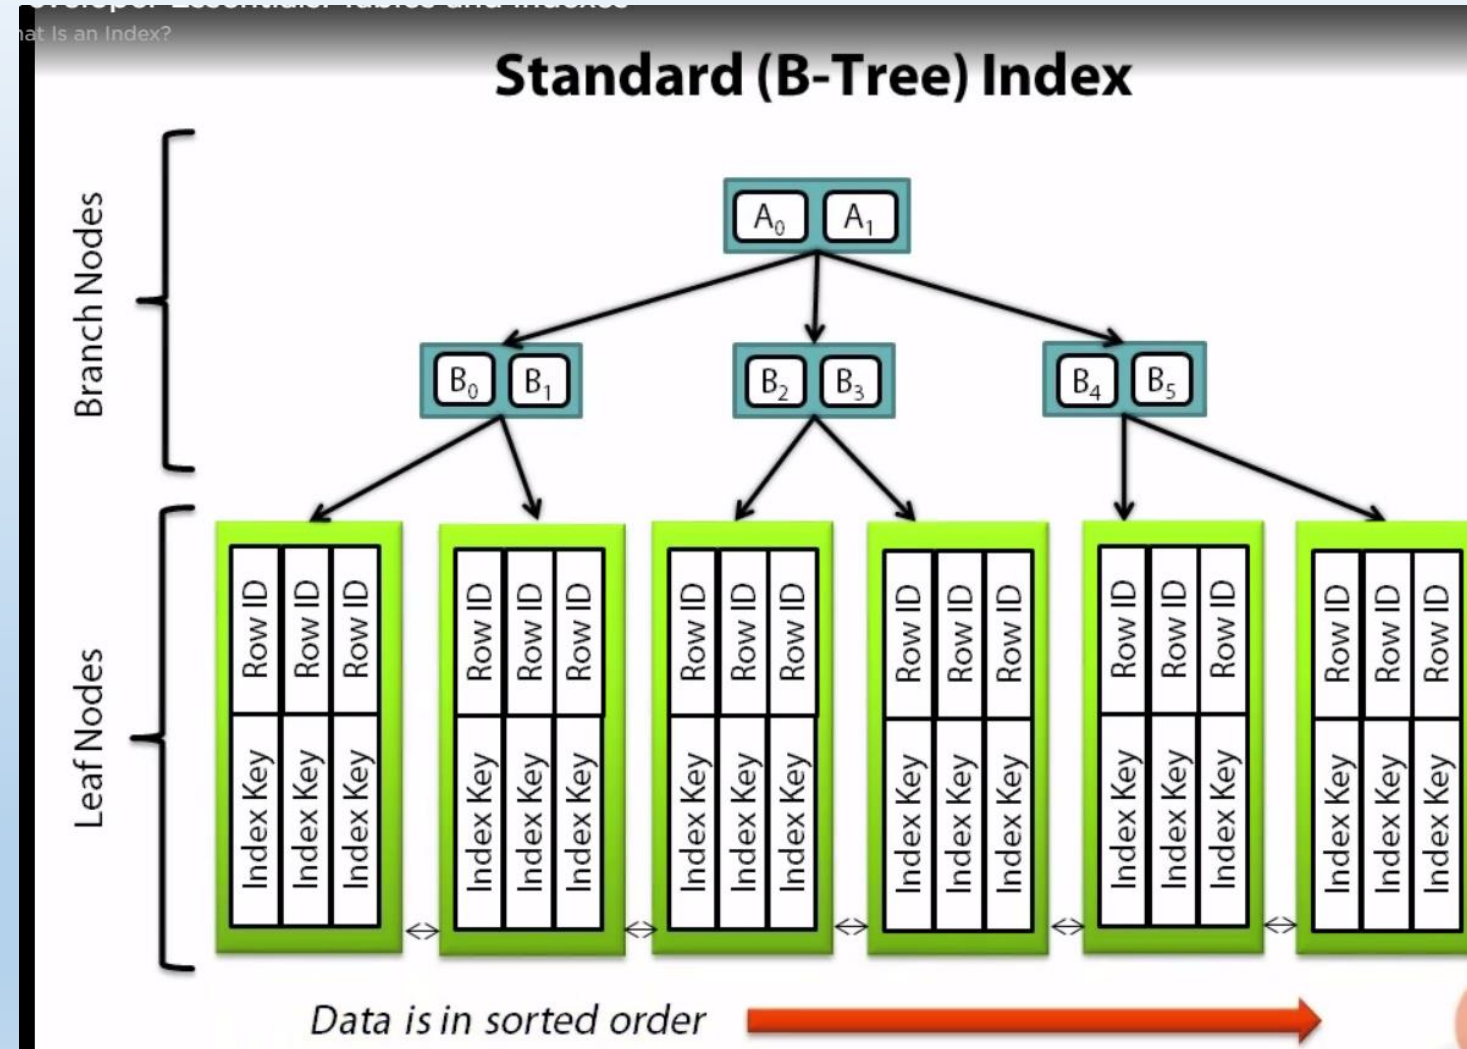 Essentials: Tables and Indexes
Is an Index?
Standard (B-Tree) Index
Branch Nodes
A0 A1
B0 B1 B2 B3 B4 B5
Leaf Nodes
Row ID Row ID Row ID Row ID Row ID Row ID Row ID Row ID Row ID Row ID Row ID Row ID Row ID Row ID Row ID Row ID Row ID Row ID
Index Key Index Key Index Key Index Key Index Key Index Key Index Key Index Key Index Key Index Key Index Key Index Key Index Key Index Key Index Key Index Key Index Key Index Key
Data is in sorted order